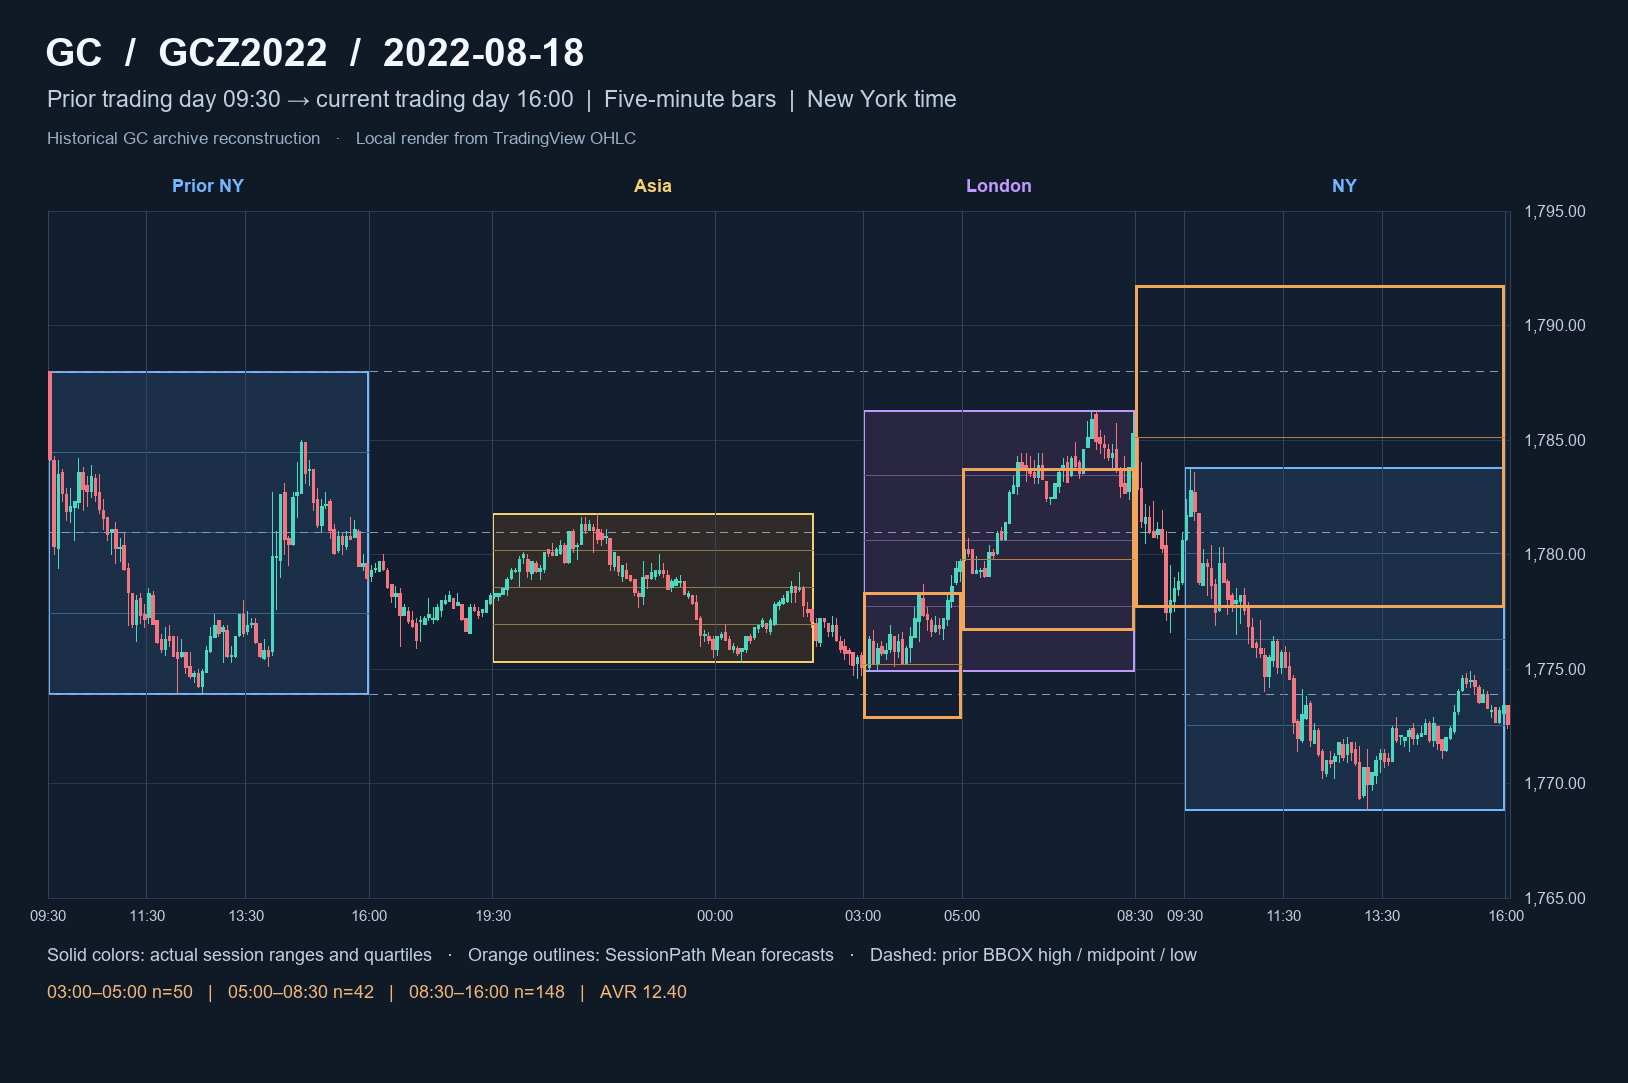 GC / GCZ2022 / 2022-08-18
Prior trading day 09:30 → current trading day 16:00 | Five-minute bars | New York time
Historical GC archive reconstruction · Local render from TradingView OHLC
Prior NY Asia London NY
1,795.00
1,790.00
1,785.00
1,780.00
1,775.00
1,770.00
1,765.00
09:30 11:30 13:30 16:00 19:30 00:00 03:00 05:00 08:30 09:30 11:30 13:30 16:00
Solid colors: actual session ranges and quartiles · Orange outlines: SessionPath Mean forecasts · Dashed: prior BBOX high / midpoint / low
03:00–05:00 n=50 | 05:00–08:30 n=42 | 08:30–16:00 n=148 | AVR 12.40